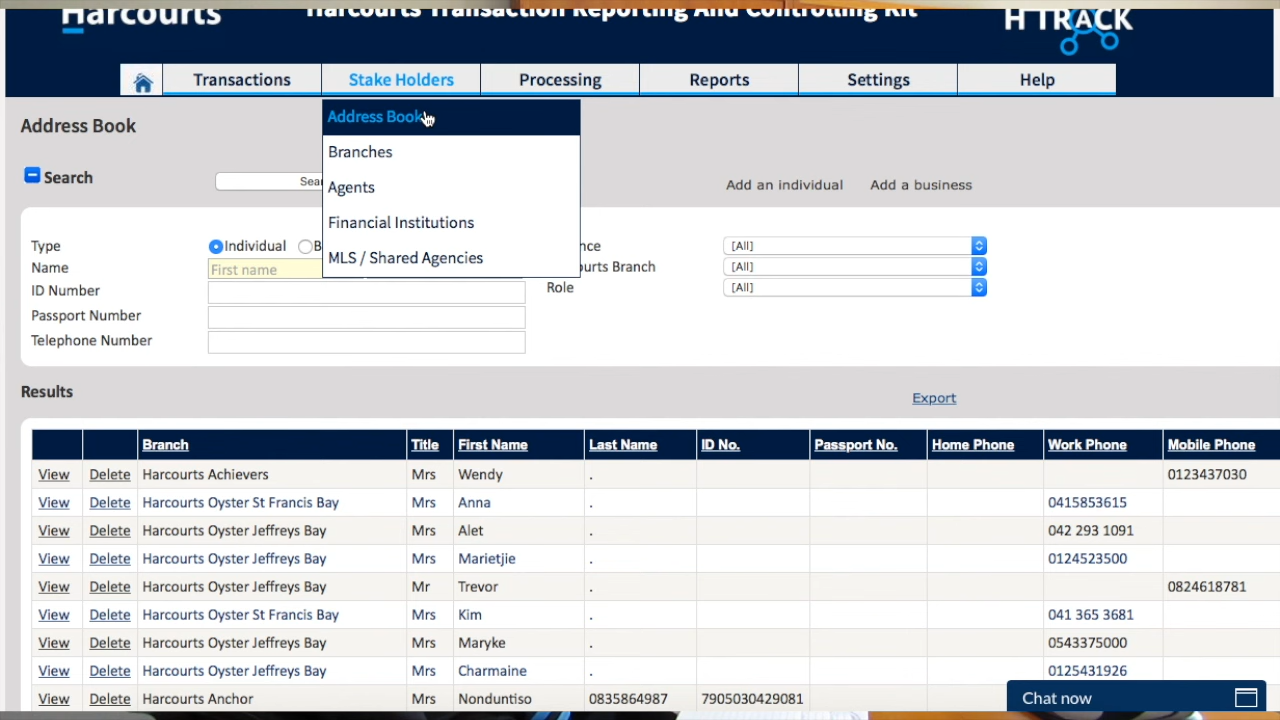 Harcourts Harcourts Transaction Reporting And Controlling Kit H TRACK
Transactions Stake Holders Processing Reports Settings Help
Address Book
Address Book
Branches
Agents
Financial Institutions
MLS / Shared Agencies
Search
Sear
Add an individual Add a business
Type Individual B nce [All]
Name First name ourts Branch [All]
ID Number Role [All]
Passport Number
Telephone Number
Results
Export
Branch Title First Name Last Name ID No. Passport No. Home Phone Work Phone Mobile Phone
View Delete Harcourts Achievers Mrs Wendy . 0123437030
View Delete Harcourts Oyster St Francis Bay Mrs Anna . 0415853615
View Delete Harcourts Oyster Jeffreys Bay Mrs Alet . 042 293 1091
View Delete Harcourts Oyster Jeffreys Bay Mrs Marietjie . 0124523500
View Delete Harcourts Oyster Jeffreys Bay Mr Trevor . 0824618781
View Delete Harcourts Oyster St Francis Bay Mrs Kim . 041 365 3681
View Delete Harcourts Oyster Jeffreys Bay Mrs Maryke . 0543375000
View Delete Harcourts Oyster Jeffreys Bay Mrs Charmaine . 0125431926
View Delete Harcourts Anchor Mrs Nonduntiso 0835864987 7905030429081
Chat now